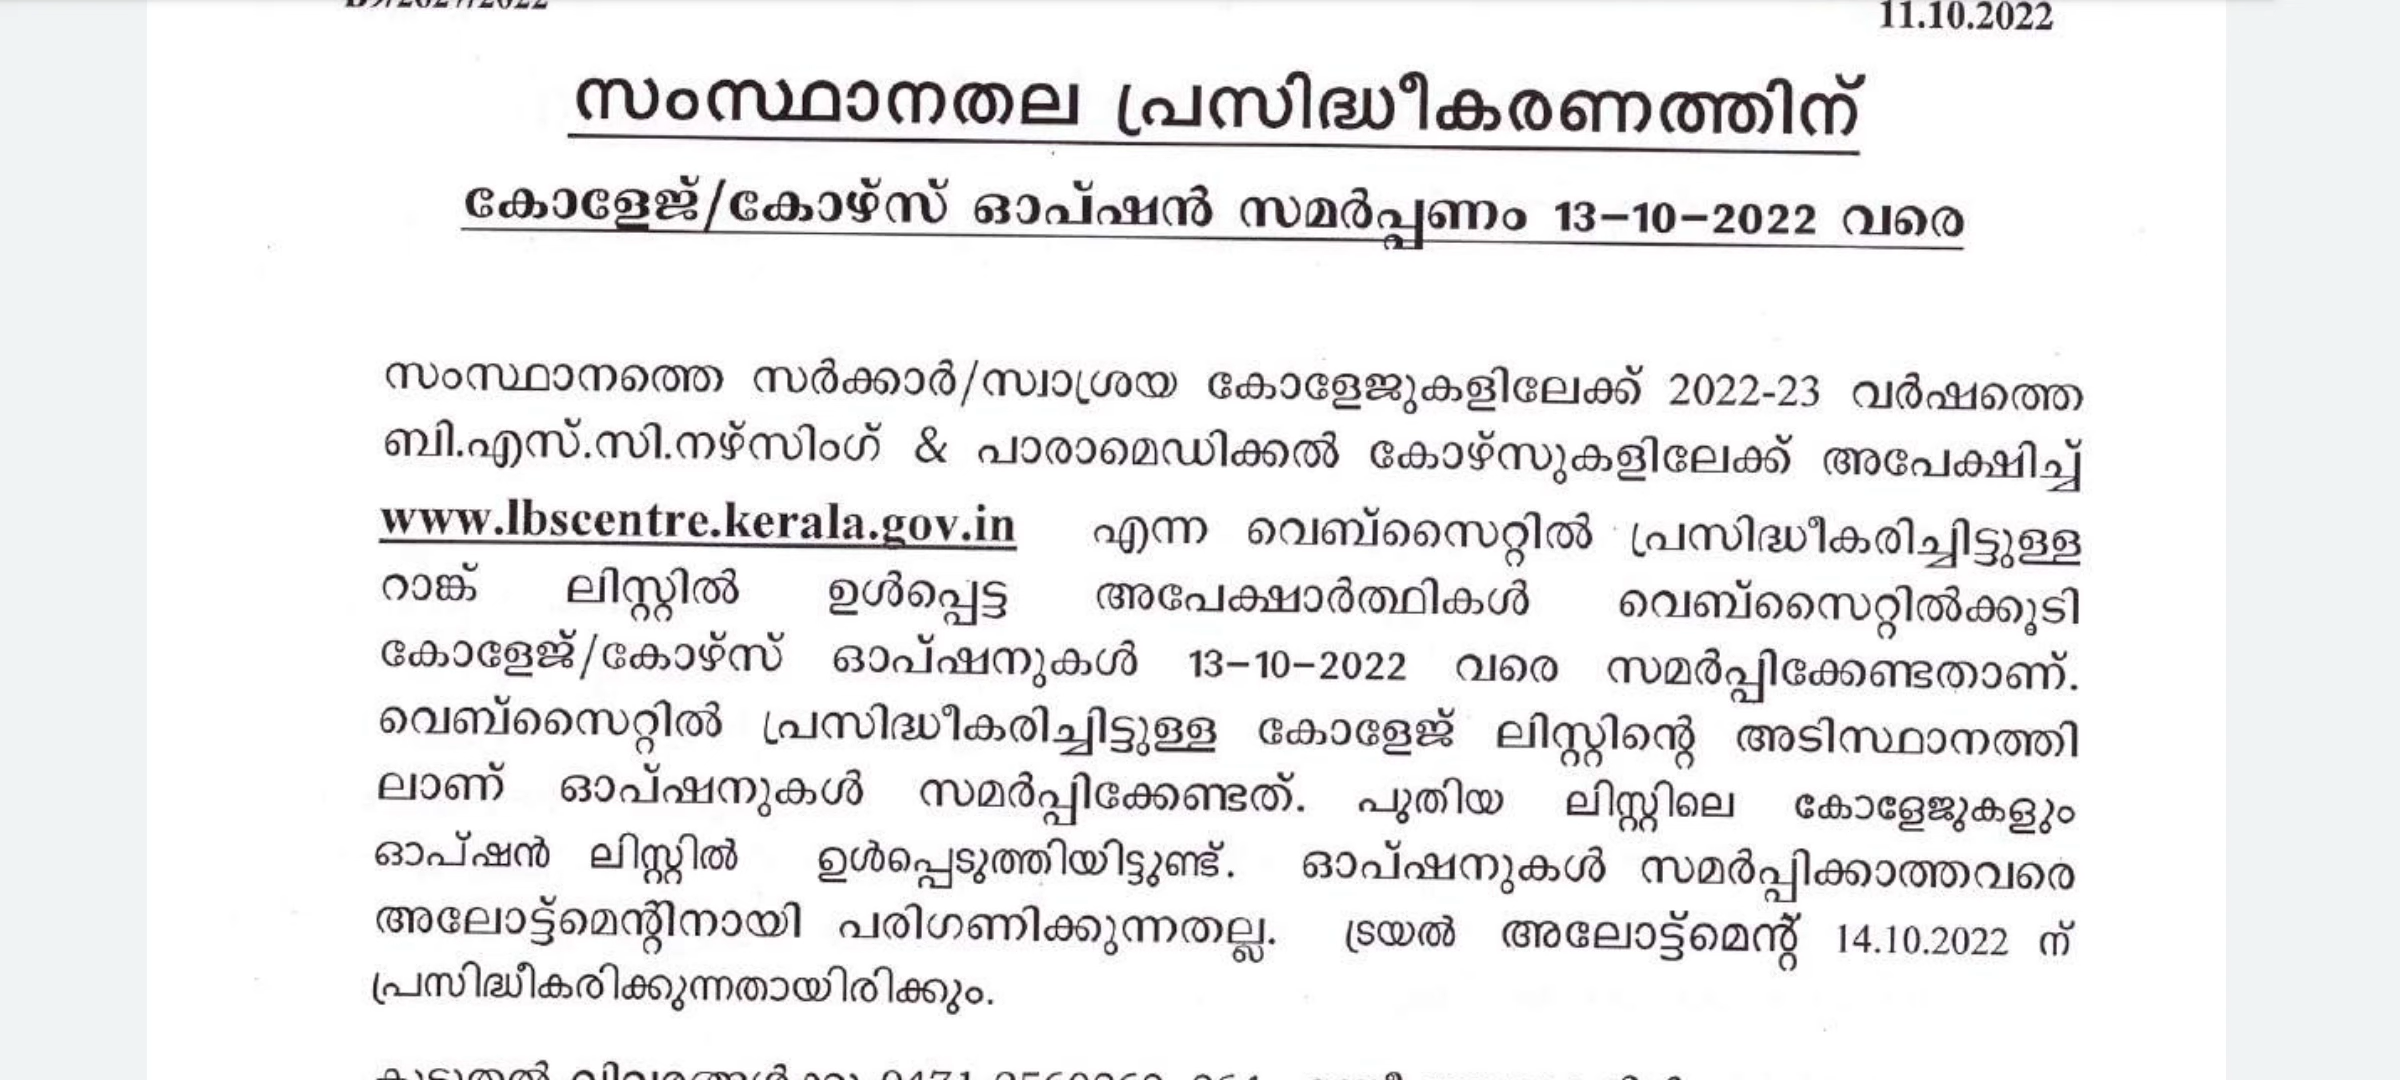 11.10.2022
സംസ്ഥാനതല പ്രസിദ്ധീകരണത്തിന്
കോളേജ്/കോഴ്സ് ഓപ്ഷൻ സമർപ്പണം 13-10-2022 വരെ
സംസ്ഥാനത്തെ സർക്കാർ/സ്വാശ്രയ കോളേജുകളിലേക്ക് 2022-23 വർഷത്തെ
ബി.എസ്.സി.നഴ്സിംഗ് & പാരാമെഡിക്കൽ കോഴ്സുകളിലേക്ക് അപേക്ഷിച്ച്
www.lbscentre.kerala.gov.in എന്ന വെബ്സൈറ്റിൽ പ്രസിദ്ധീകരിച്ചിട്ടുള്ള
റാങ്ക് ലിസ്റ്റിൽ ഉൾപ്പെട്ട അപേക്ഷാർത്ഥികൾ വെബ്സൈറ്റിൽക്കൂടി
കോളേജ്/കോഴ്സ് ഓപ്ഷനുകൾ 13-10-2022 വരെ സമർപ്പിക്കേണ്ടതാണ്.
വെബ്സൈറ്റിൽ പ്രസിദ്ധീകരിച്ചിട്ടുള്ള കോളേജ് ലിസ്റ്റിന്റെ അടിസ്ഥാനത്തി
ലാണ് ഓപ്ഷനുകൾ സമർപ്പിക്കേണ്ടത്. പുതിയ ലിസ്റ്റിലെ കോളേജുകളും
ഓപ്ഷൻ ലിസ്റ്റിൽ ഉൾപ്പെടുത്തിയിട്ടുണ്ട്. ഓപ്ഷനുകൾ സമർപ്പിക്കാത്തവരെ
അലോട്ട്മെന്റിനായി പരിഗണിക്കുന്നതല്ല. ട്രയൽ അലോട്ട്മെന്റ് 14.10.2022 ന്
പ്രസിദ്ധീകരിക്കുന്നതായിരിക്കും.